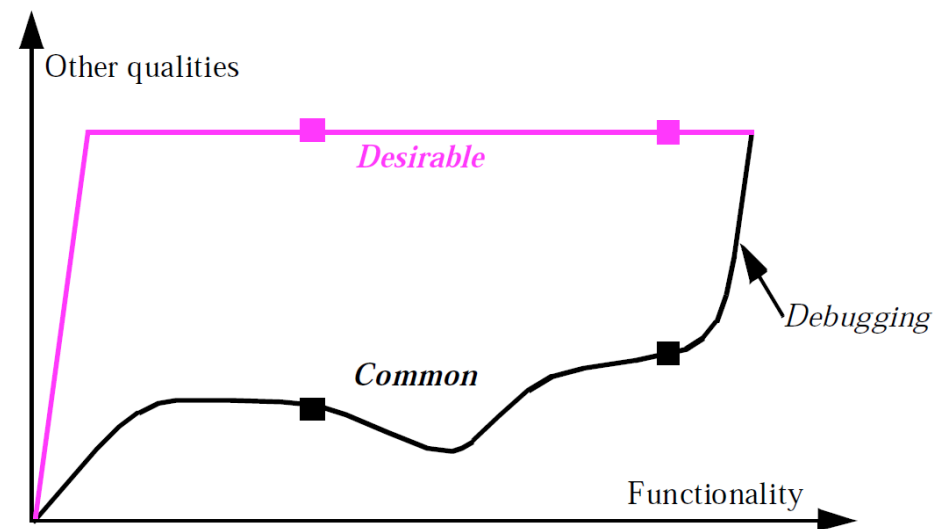 Other qualities
Desirable
Debugging
Common
Functionality